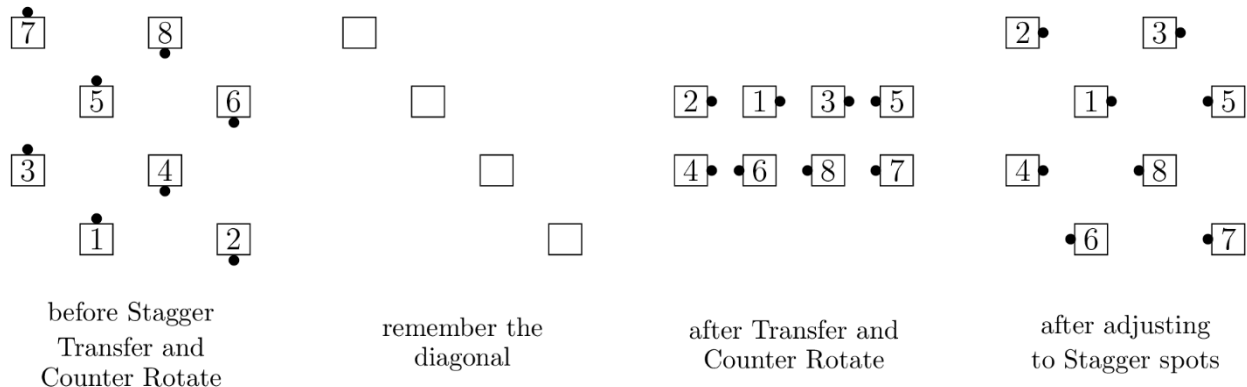 7 8
5 6
3 4
1 2
before Stagger
Transfer and
Counter Rotate
remember the
diagonal
2 1 3 5
4 6 8 7
after Transfer and
Counter Rotate
2 3
1 5
4 8
6 7
after adjusting
to Stagger spots